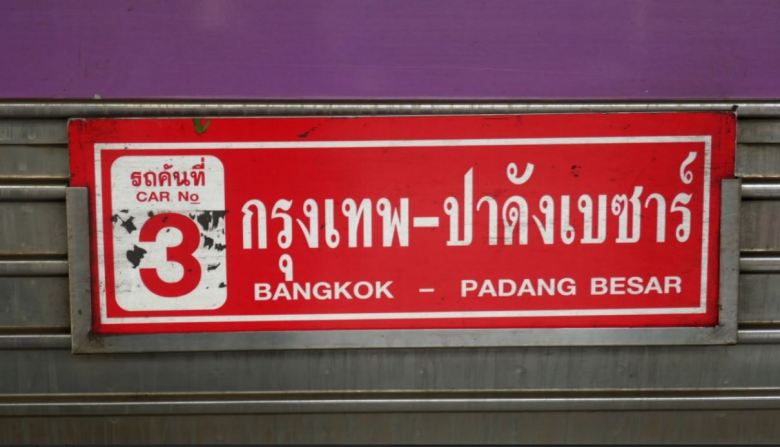 รถคันที่
CAR No
3
กรุงเทพ-ปาดังเบซาร์
BANGKOK – PADANG BESAR